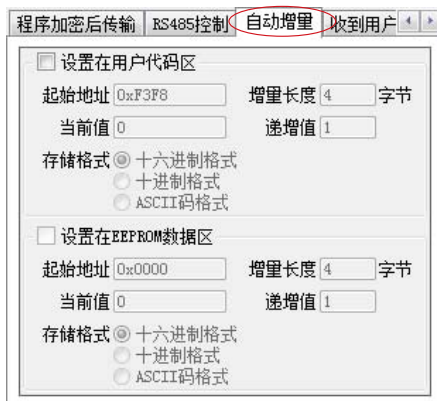 程序加密后传输 RS485控制 自动增量 收到用户
设置在用户代码区
起始地址 0xF3F8 增量长度 4 字节
当前值 0 递增值 1
存储格式 十六进制格式
十进制格式
ASCII码格式
设置在EEPROM数据区
起始地址 0x0000 增量长度 4 字节
当前值 0 递增值 1
存储格式 十六进制格式
十进制格式
ASCII码格式